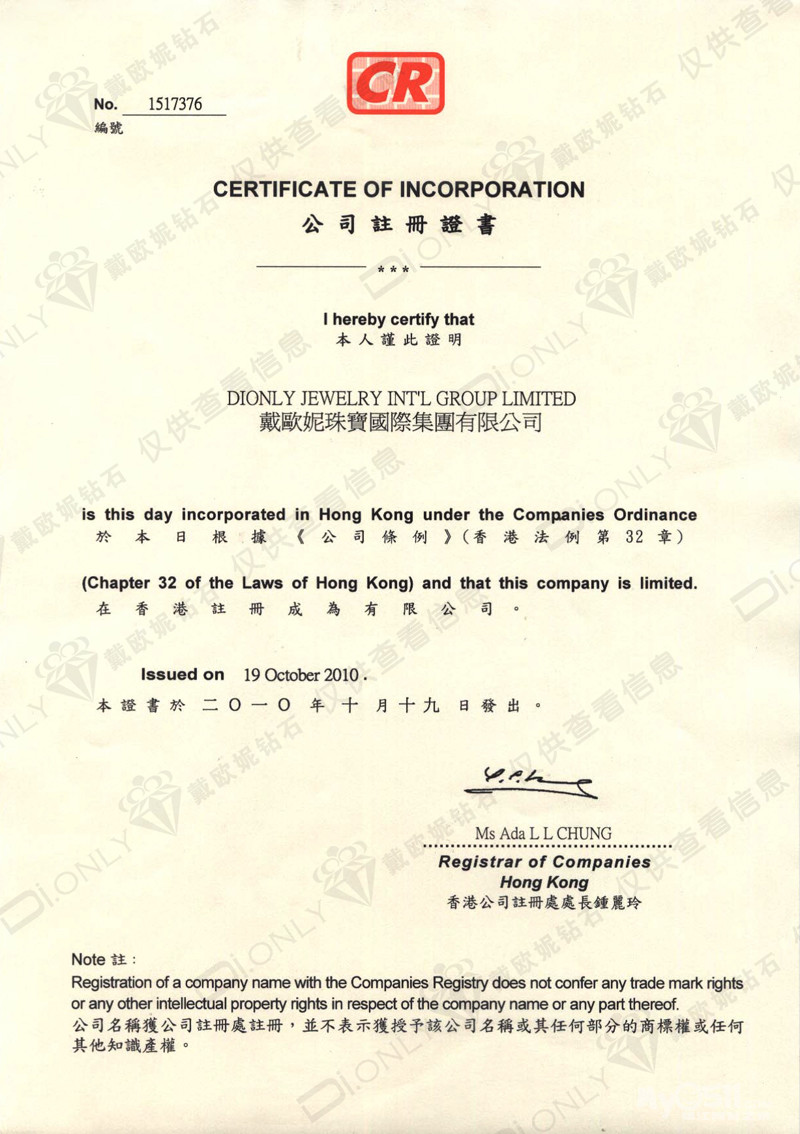 CR
No. 1517376
編號
CERTIFICATE OF INCORPORATION
公司註冊證書
***
I hereby certify that
本人謹此證明
DIONLY JEWELRY INT'L GROUP LIMITED
戴歐妮珠寶國際集團有限公司
is this day incorporated in Hong Kong under the Companies Ordinance
於本日根據《公司條例》(香港法例第32章)
(Chapter 32 of the Laws of Hong Kong) and that this company is limited.
在香港註冊成為有限公司。
Issued on 19 October 2010.
本證書於二〇一〇年十月十九日發出。
Ms Ada L L CHUNG
Registrar of Companies
Hong Kong
香港公司註冊處處長鍾麗玲
Note 註:
Registration of a company name with the Companies Registry does not confer any trade mark rights
or any other intellectual property rights in respect of the company name or any part thereof.
公司名稱獲公司註冊處註冊,並不表示獲授予該公司名稱或其任何部分的商標權或任何
其他知識產權。
Di.ONLY 戴欧妮钻石 仅供查看信息